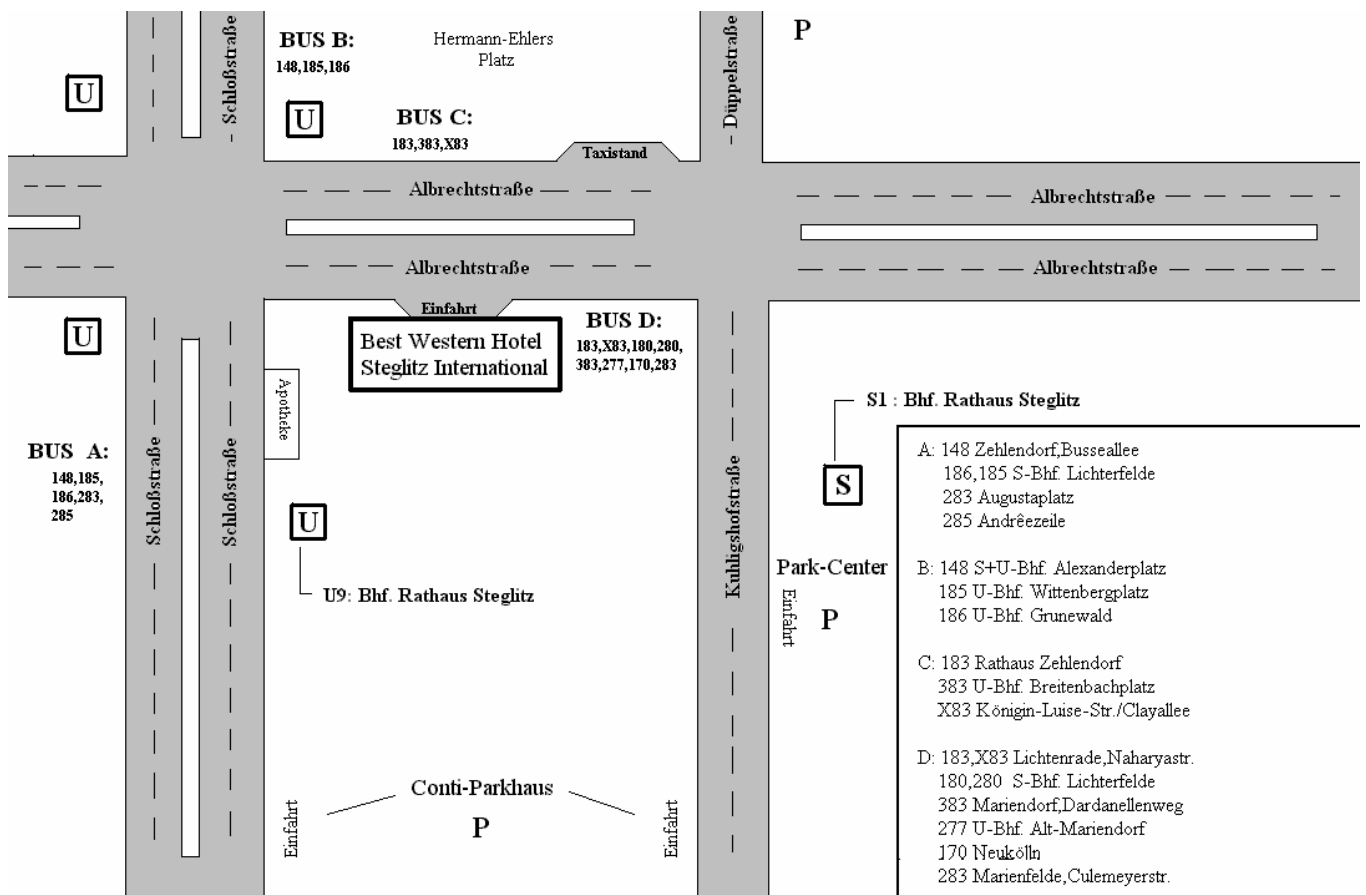 BUS B:
148,185,186
Hermann-Ehlers
Platz
P
U
Schloßstraße
Düppelstraße
U
BUS C:
183,383,X83
Taxistand
Albrechtstraße
Albrechtstraße
Albrechtstraße
Albrechtstraße
U
Einfahrt
Best Western Hotel
Steglitz International
BUS D:
183,X83,180,280,
383,277,170,283
Apotheke
S1 : Bhf. Rathaus Steglitz
BUS A:
148,185,
186,283,
285
Schloßstraße
Schloßstraße
Kuhligshofstraße
S
U
U9: Bhf. Rathaus Steglitz
Park-Center
Einfahrt
P
A: 148 Zehlendorf,Busseallee
186,185 S-Bhf. Lichterfelde
283 Augustaplatz
285 Andrêezeile
B: 148 S+U-Bhf. Alexanderplatz
185 U-Bhf. Wittenbergplatz
186 U-Bhf. Grunewald
C: 183 Rathaus Zehlendorf
383 U-Bhf. Breitenbachplatz
X83 Königin-Luise-Str./Clayallee
D: 183,X83 Lichtenrade,Naharyastr.
180,280 S-Bhf. Lichterfelde
383 Mariendorf,Dardanellenweg
277 U-Bhf. Alt-Mariendorf
170 Neukölln
283 Marienfelde,Culemeyerstr.
Conti-Parkhaus
P
Einfahrt
Einfahrt